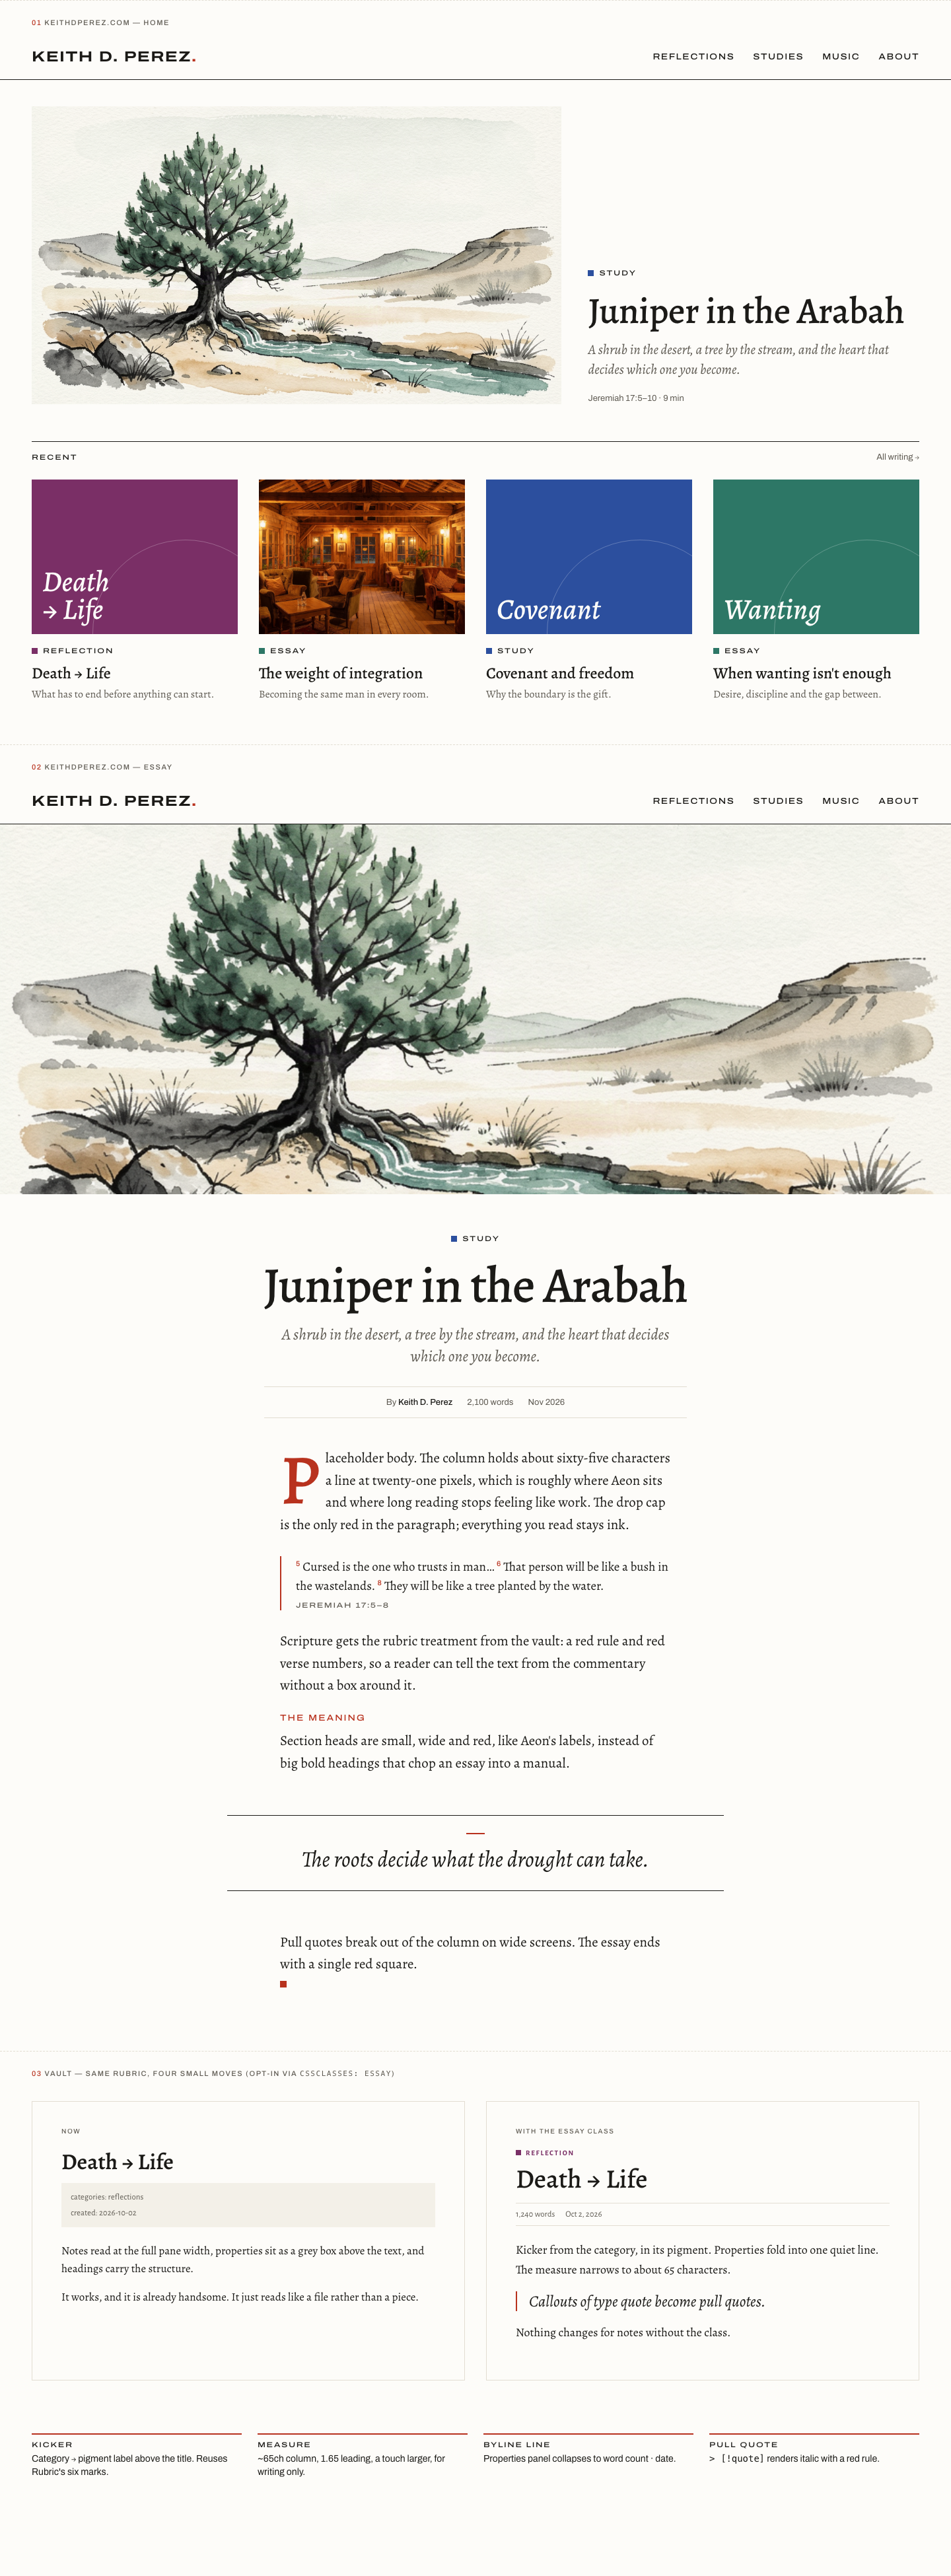 01 KEITHDPEREZ.COM — HOME
KEITH D. PEREZ.
REFLECTIONS STUDIES MUSIC ABOUT
STUDY
Juniper in the Arabah
A shrub in the desert, a tree by the stream, and the heart that
decides which one you become.
Jeremiah 17:5–10 · 9 min
RECENT
All writing →
Death
→ Life
REFLECTION
Death → Life
What has to end before anything can start.
ESSAY
The weight of integration
Becoming the same man in every room.
Covenant
STUDY
Covenant and freedom
Why the boundary is the gift.
Wanting
ESSAY
When wanting isn't enough
Desire, discipline and the gap between.
02 KEITHDPEREZ.COM — ESSAY
KEITH D. PEREZ.
REFLECTIONS STUDIES MUSIC ABOUT
STUDY
Juniper in the Arabah
A shrub in the desert, a tree by the stream, and the heart that decides
which one you become.
By Keith D. Perez 2,100 words Nov 2026
Placeholder body. The column holds about sixty-five characters
a line at twenty-one pixels, which is roughly where Aeon sits
and where long reading stops feeling like work. The drop cap
is the only red in the paragraph; everything you read stays ink.
5 Cursed is the one who trusts in man… 6 That person will be like a bush in
the wastelands. 8 They will be like a tree planted by the water.
JEREMIAH 17:5–8
Scripture gets the rubric treatment from the vault: a red rule and red
verse numbers, so a reader can tell the text from the commentary
without a box around it.
THE MEANING
Section heads are small, wide and red, like Aeon's labels, instead of
big bold headings that chop an essay into a manual.
The roots decide what the drought can take.
Pull quotes break out of the column on wide screens. The essay ends
with a single red square.
03 VAULT — SAME RUBRIC, FOUR SMALL MOVES (OPT-IN VIA CSSCLASSES: ESSAY)
NOW
Death → Life
categories: reflections
created: 2026-10-02
Notes read at the full pane width, properties sit as a grey box above the text, and
headings carry the structure.
It works, and it is already handsome. It just reads like a file rather than a piece.
WITH THE ESSAY CLASS
REFLECTION
Death → Life
1,240 words Oct 2, 2026
Kicker from the category, in its pigment. Properties fold into one quiet line.
The measure narrows to about 65 characters.
Callouts of type quote become pull quotes.
Nothing changes for notes without the class.
KICKER
Category → pigment label above the title. Reuses
Rubric's six marks.
MEASURE
~65ch column, 1.65 leading, a touch larger, for
writing only.
BYLINE LINE
Properties panel collapses to word count · date.
PULL QUOTE
> [!quote] renders italic with a red rule.